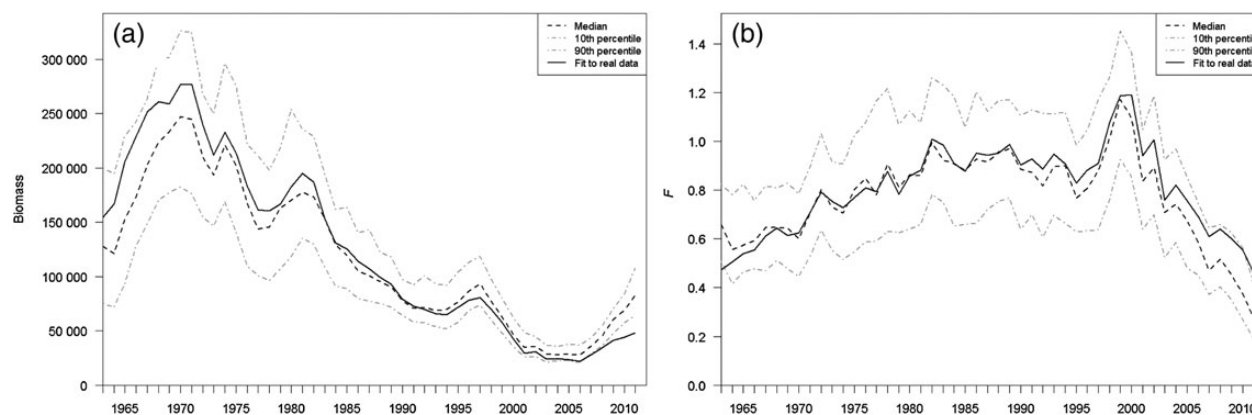 (a)
Median
10th percentile
90th percentile
Fit to real data
Biomass
300 000
250 000
200 000
150 000
100 000
50 000
0
1965 1970 1975 1980 1985 1990 1995 2000 2005 2010
(b)
Median
10th percentile
90th percentile
Fit to real data
F
1.4
1.2
1.0
0.8
0.6
0.4
0.2
0.0
1965 1970 1975 1980 1985 1990 1995 2000 2005 2010